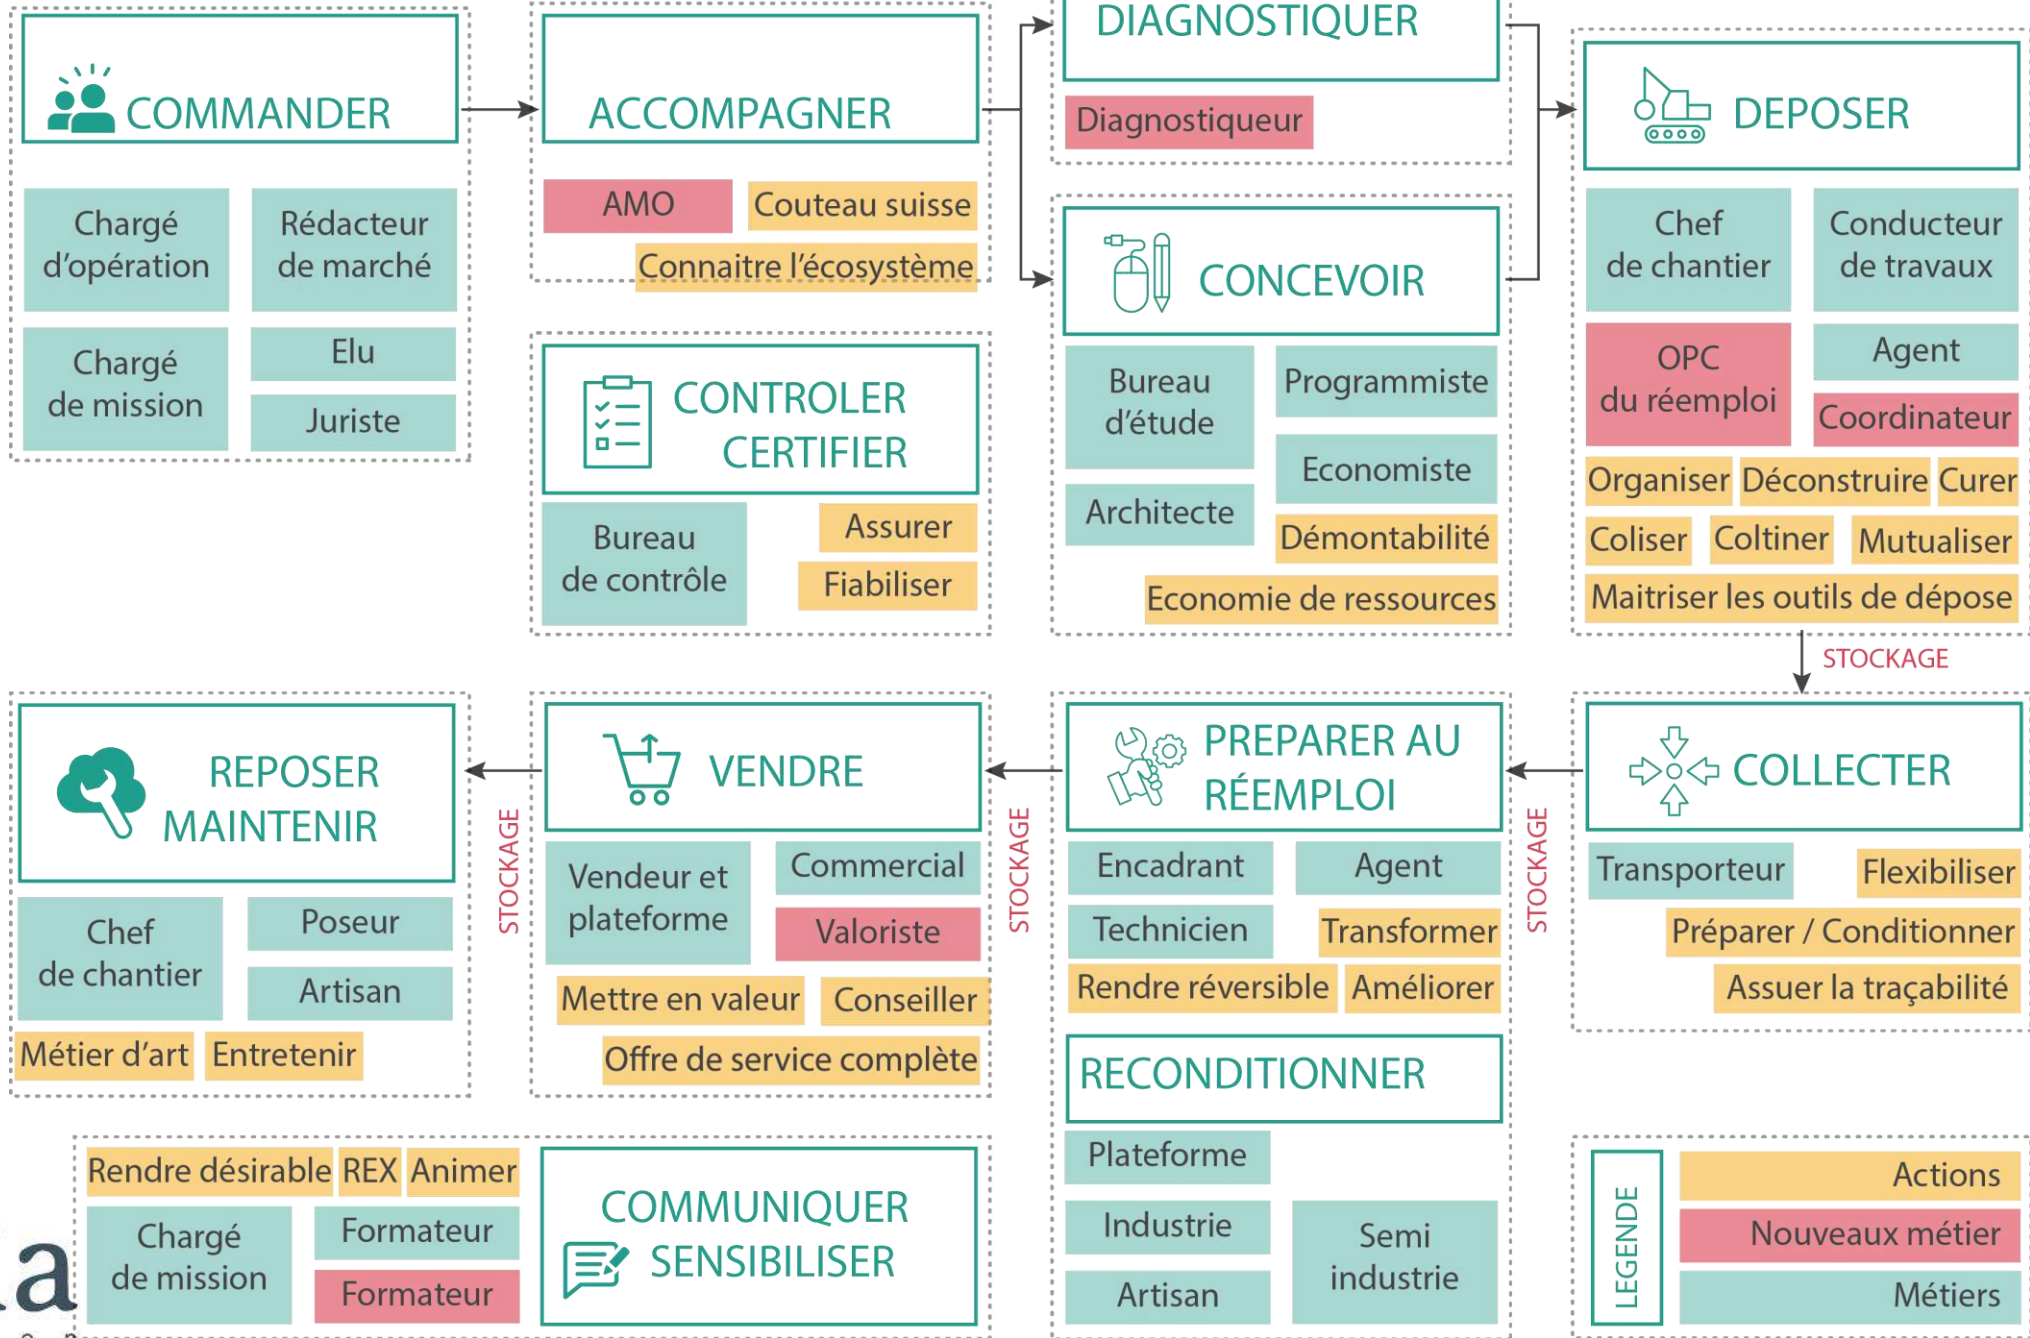 COMMANDER
Chargé
d'opération
Rédacteur
de marché
Chargé
de mission
Elu
Juriste
ACCOMPAGNER
AMO
Couteau suisse
Connaitre l'écosystème
CONTROLER
CERTIFIER
Bureau
de contrôle
Assurer
Fiabiliser
DIAGNOSTIQUER
Diagnostiqueur
CONCEVOIR
Bureau
d'étude
Programmiste
Economiste
Architecte
Démontabilité
Economie de ressources
DEPOSER
Chef
de chantier
Conducteur
de travaux
OPC
du réemploi
Agent
Coordinateur
Organiser
Déconstruire
Curer
Coliser
Coltiner
Mutualiser
Maitriser les outils de dépose
STOCKAGE
COLLECTER
Transporteur
Flexibiliser
Préparer / Conditionner
Assuer la traçabilité
STOCKAGE
PREPARER AU
RÉEMPLOI
Encadrant
Agent
Technicien
Transformer
Rendre réversible
Améliorer
RECONDITIONNER
Plateforme
Industrie
Semi
industrie
Artisan
STOCKAGE
VENDRE
Vendeur et
plateforme
Commercial
Valoriste
Mettre en valeur
Conseiller
Offre de service complète
STOCKAGE
REPOSER
MAINTENIR
Chef
de chantier
Poseur
Artisan
Métier d'art
Entretenir
Rendre désirable
REX
Animer
Chargé
de mission
Formateur
Formateur
COMMUNIQUER
SENSIBILISER
LEGENDE
Actions
Nouveaux métier
Métiers